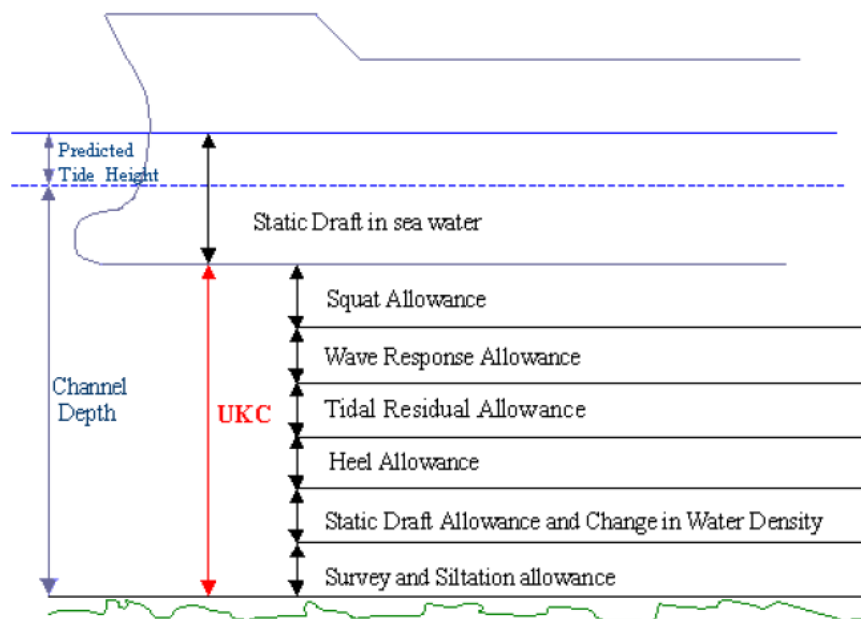 Predicted
Tide Height
Static Draft in sea water
Squat Allowance
Wave Response Allowance
Channel
Depth
UKC
Tidal Residual Allowance
Heel Allowance
Static Draft Allowance and Change in Water Density
Survey and Siltation allowance